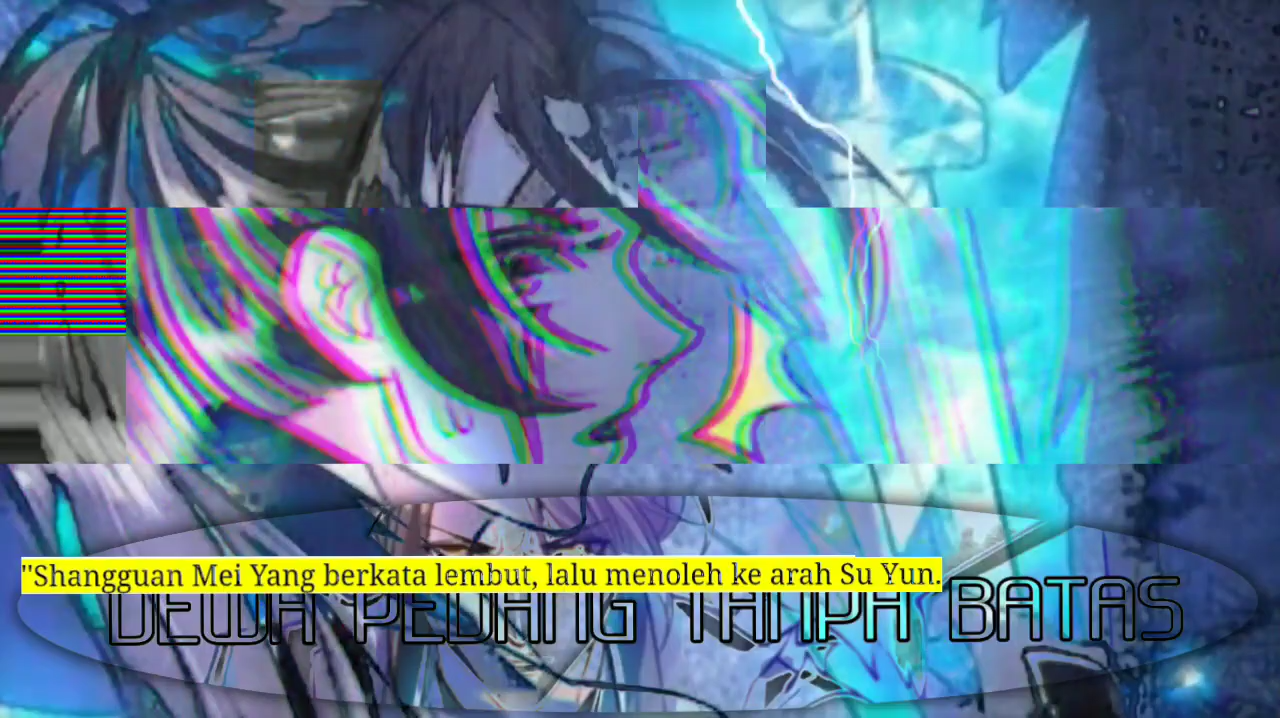 "Shangguan Mei Yang berkata lembut, lalu menoleh ke arah Su Yun.
DEWA PEDANG TANPA BATAS